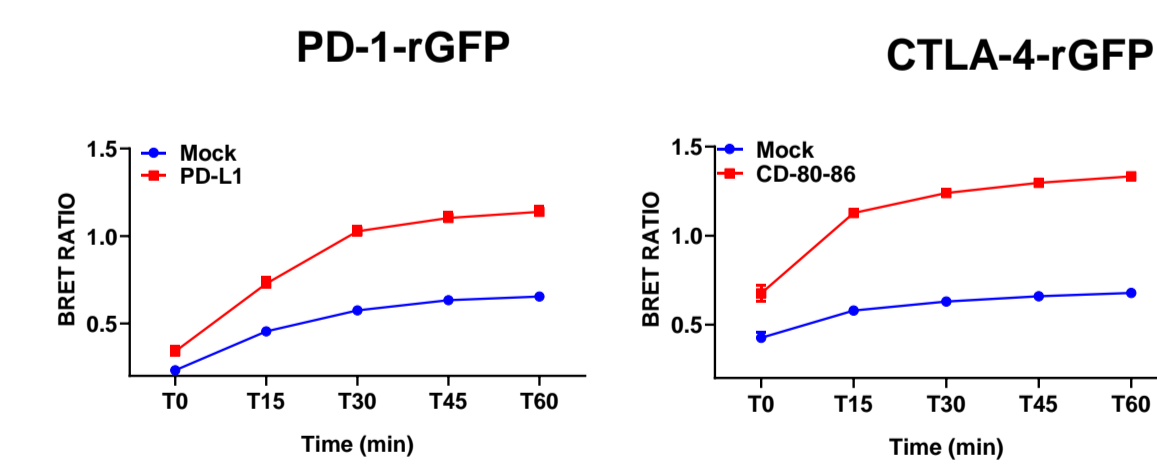 PD-1-rGFP
1.5
Mock
PD-L1
1.0
0.5
BRET RATIO
T0 T15 T30 T45 T60
Time (min)
CTLA-4-rGFP
1.5
Mock
CD-80-86
1.0
0.5
BRET RATIO
T0 T15 T30 T45 T60
Time (min)